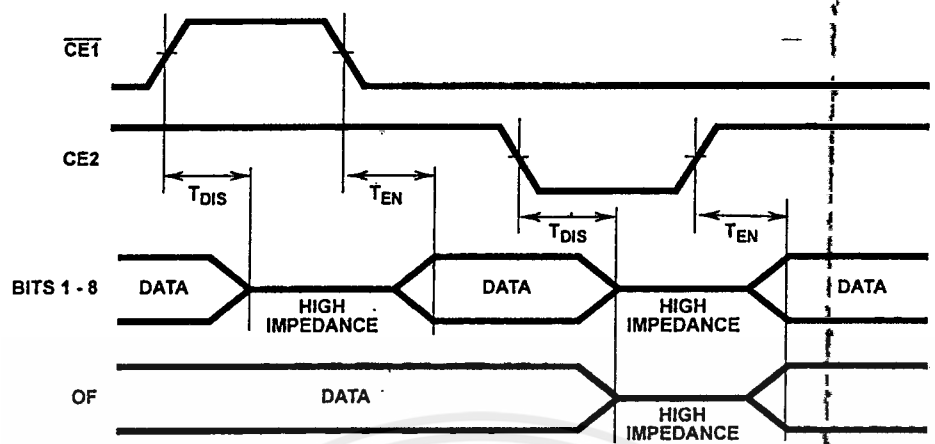 CE1
CE2
TDIS
TEN
TDIS
TEN
BITS 1 - 8
DATA
HIGH
IMPEDANCE
DATA
HIGH
IMPEDANCE
DATA
OF
DATA
HIGH
IMPEDANCE